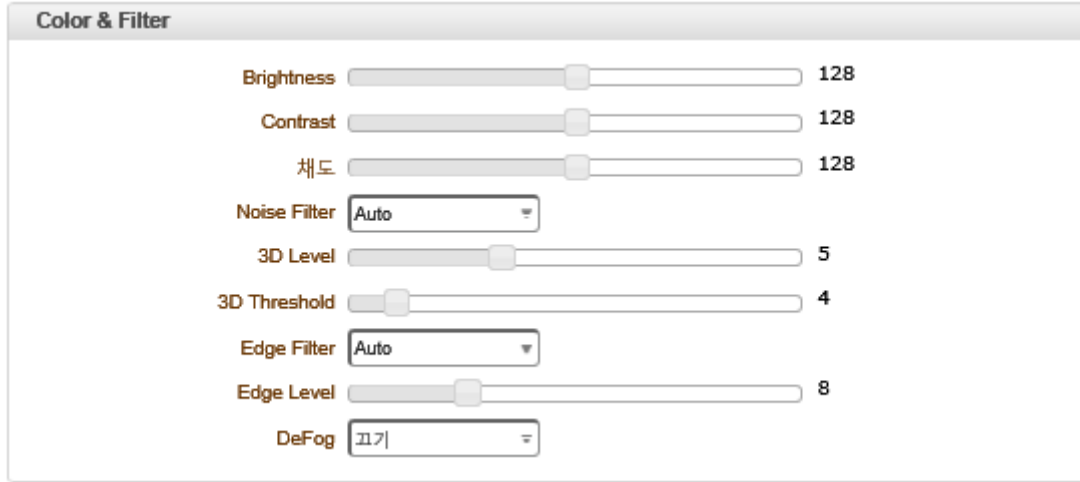 Color & Filter
Brightness 128
Contrast 128
채도 128
Noise Filter Auto
3D Level 5
3D Threshold 4
Edge Filter Auto
Edge Level 8
DeFog 끄기